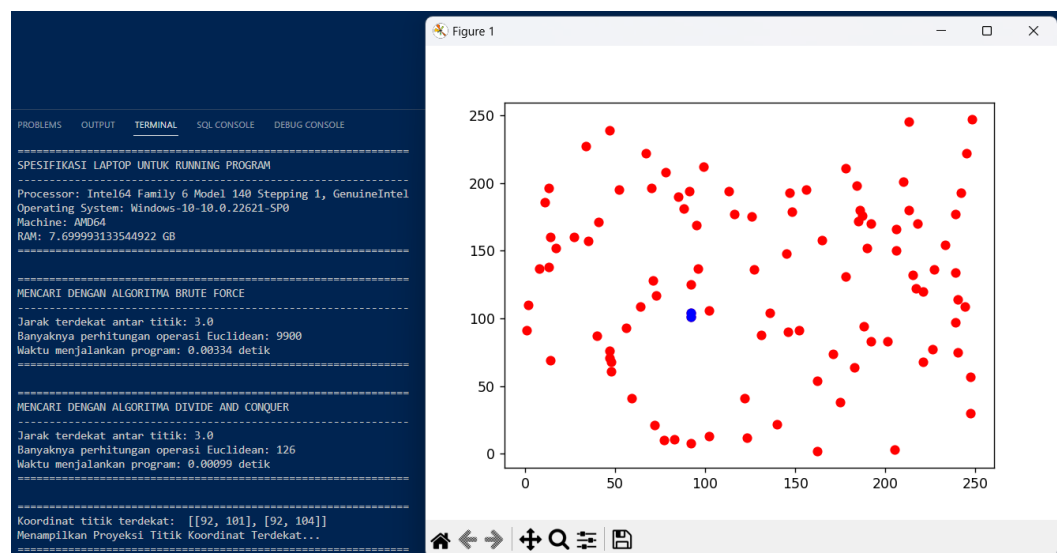 PROBLEMS OUTPUT TERMINAL SQL CONSOLE DEBUG CONSOLE
================================================================
SPESIFIKASI LAPTOP UNTUK RUNNING PROGRAM
----------------------------------------------------------------
Processor: Intel64 Family 6 Model 140 Stepping 1, GenuineIntel
Operating System: Windows-10-10.0.22621-SP0
Machine: AMD64
RAM: 7.699993133544922 GB
================================================================
================================================================
MENCARI DENGAN ALGORITMA BRUTE FORCE
----------------------------------------------------------------
Jarak terdekat antar titik: 3.0
Banyaknya perhitungan operasi Euclidean: 9900
Waktu menjalankan program: 0.00334 detik
================================================================
================================================================
MENCARI DENGAN ALGORITMA DIVIDE AND CONQUER
----------------------------------------------------------------
Jarak terdekat antar titik: 3.0
Banyaknya perhitungan operasi Euclidean: 126
Waktu menjalankan program: 0.00099 detik
================================================================
================================================================
Koordinat titik terdekat:  [[92, 101], [92, 104]]
Menampilkan Proyeksi Titik Koordinat Terdekat...
================================================================
Figure 1
250
200
150
100
50
0
0 50 100 150 200 250